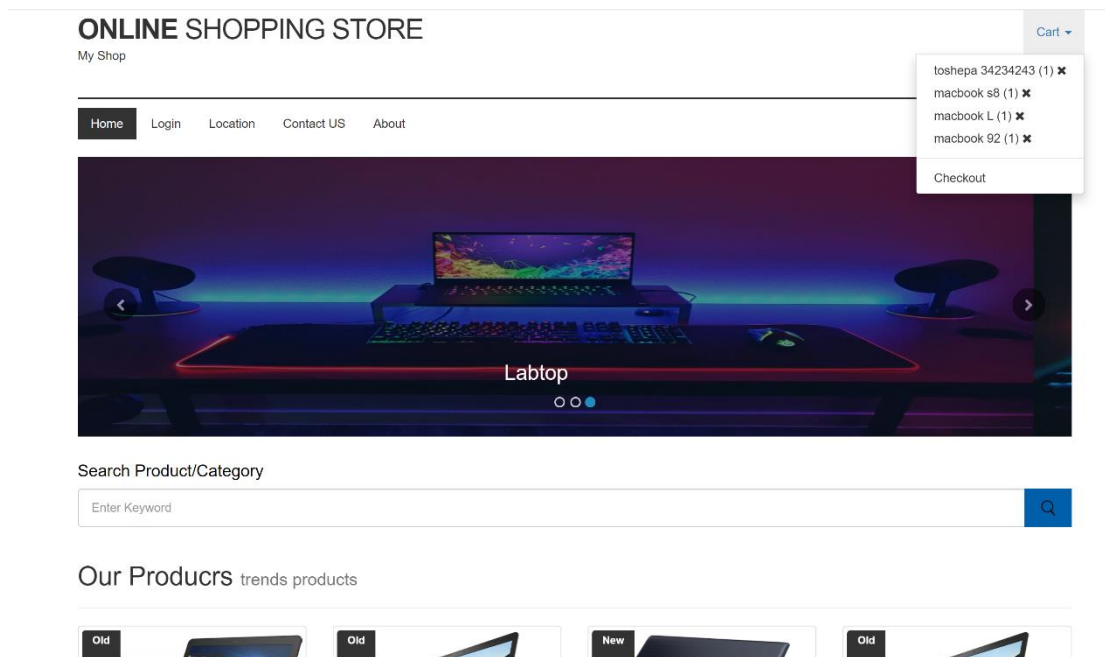 ONLINE SHOPPING STORE
My Shop
Cart
toshepa 34234243 (1) ✖
macbook s8 (1) ✖
macbook L (1) ✖
macbook 92 (1) ✖
Checkout
Home Login Location Contact US About
Labtop
Search Product/Category
Enter Keyword
Our Producrs trends products
Old Old New Old